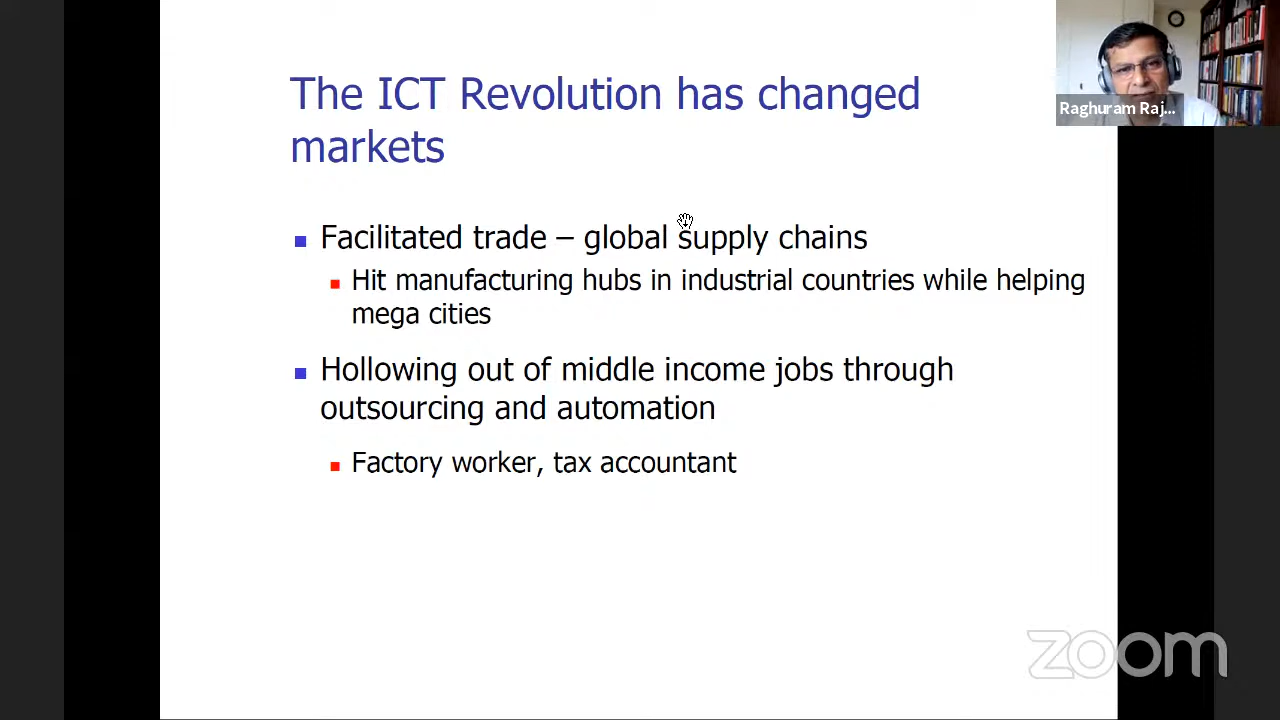 The ICT Revolution has changed
markets
Raghuram Raj...
Facilitated trade – global supply chains
Hit manufacturing hubs in industrial countries while helping
mega cities
Hollowing out of middle income jobs through
outsourcing and automation
Factory worker, tax accountant
zoom